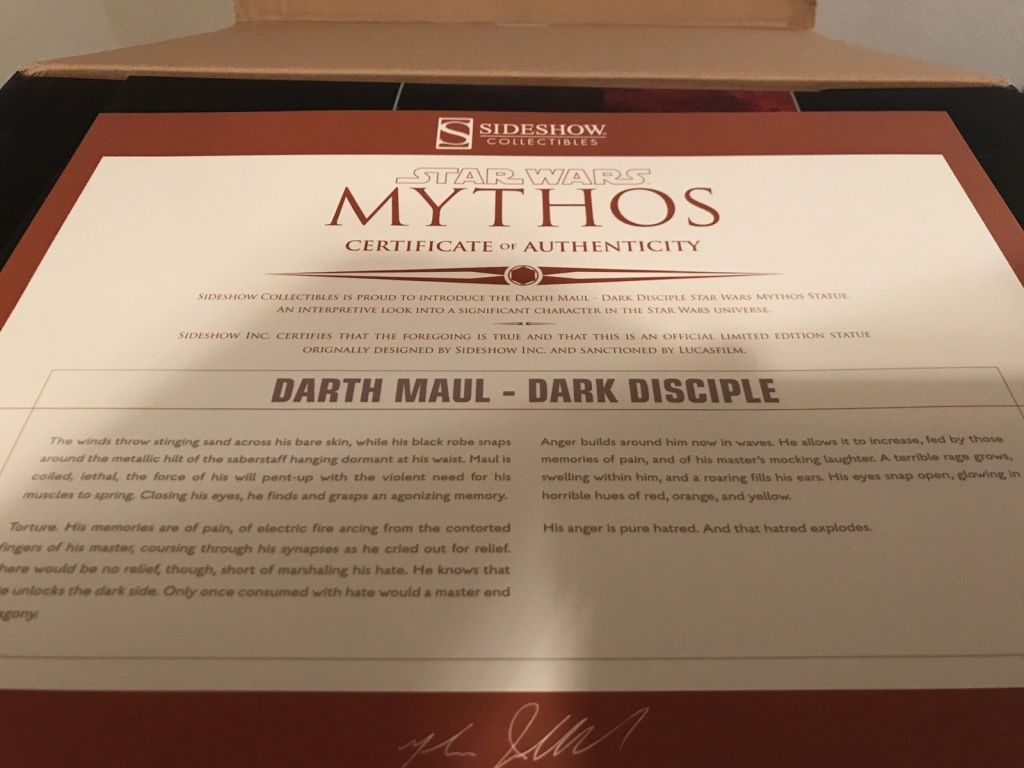 SIDESHOW
COLLECTIBLES
STAR WARS
MYTHOS
CERTIFICATE OF AUTHENTICITY
SIDESHOW COLLECTIBLES IS PROUD TO INTRODUCE THE DARTH MAUL - DARK DISCIPLE STAR WARS MYTHOS STATUE.
AN INTERPRETIVE LOOK INTO A SIGNIFICANT CHARACTER IN THE STAR WARS UNIVERSE.
SIDESHOW INC. CERTIFIES THAT THE FOREGOING IS TRUE AND THAT THIS IS AN OFFICIAL LIMITED EDITION STATUE
ORIGNALLY DESIGNED BY SIDESHOW INC. AND SANCTIONED BY LUCASFILM.
DARTH MAUL - DARK DISCIPLE
The winds throw stinging sand across his bare skin, while his black robe snaps
around the metallic hilt of the saberstaff hanging dormant at his waist. Maul is
coiled, lethal, the force of his will pent-up with the violent need for his
muscles to spring. Closing his eyes, he finds and grasps an agonizing memory.
Torture. His memories are of pain, of electric fire arcing from the contorted
fingers of his master, coursing through his synapses as he cried out for relief.
here would be no relief, though, short of marshaling his hate. He knows that
e unlocks the dark side. Only once consumed with hate would a master end
agony.
Anger builds around him now in waves. He allows it to increase, fed by those
memories of pain, and of his master's mocking laughter. A terrible rage grows,
swelling within him, and a roaring fills his ears. His eyes snap open, glowing in
horrible hues of red, orange, and yellow.
His anger is pure hatred. And that hatred explodes.